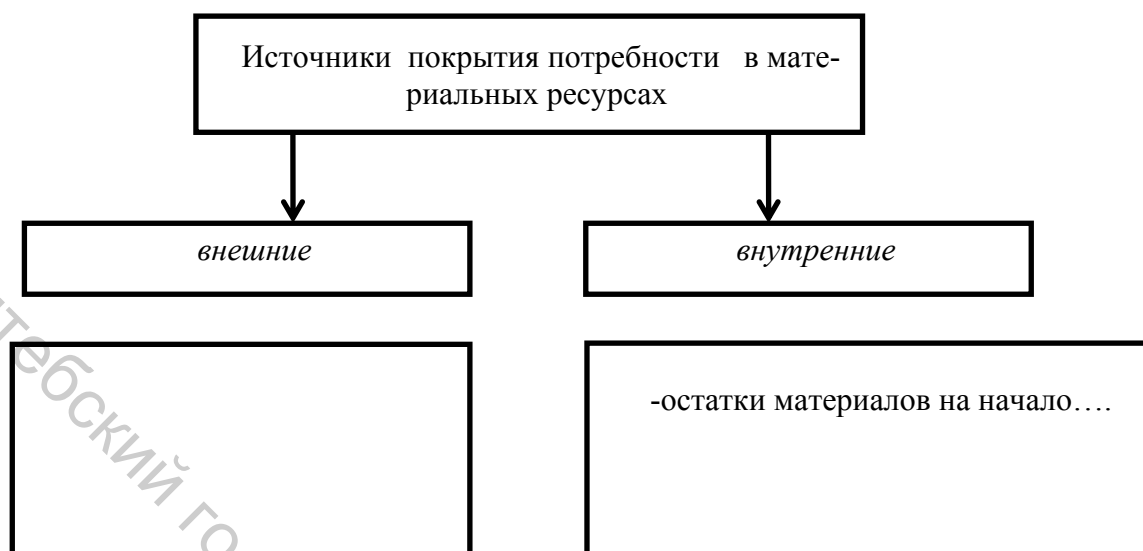 Источники покрытия потребности в мате-
риальных ресурсах
внешние
внутренние
-остатки материалов на начало….